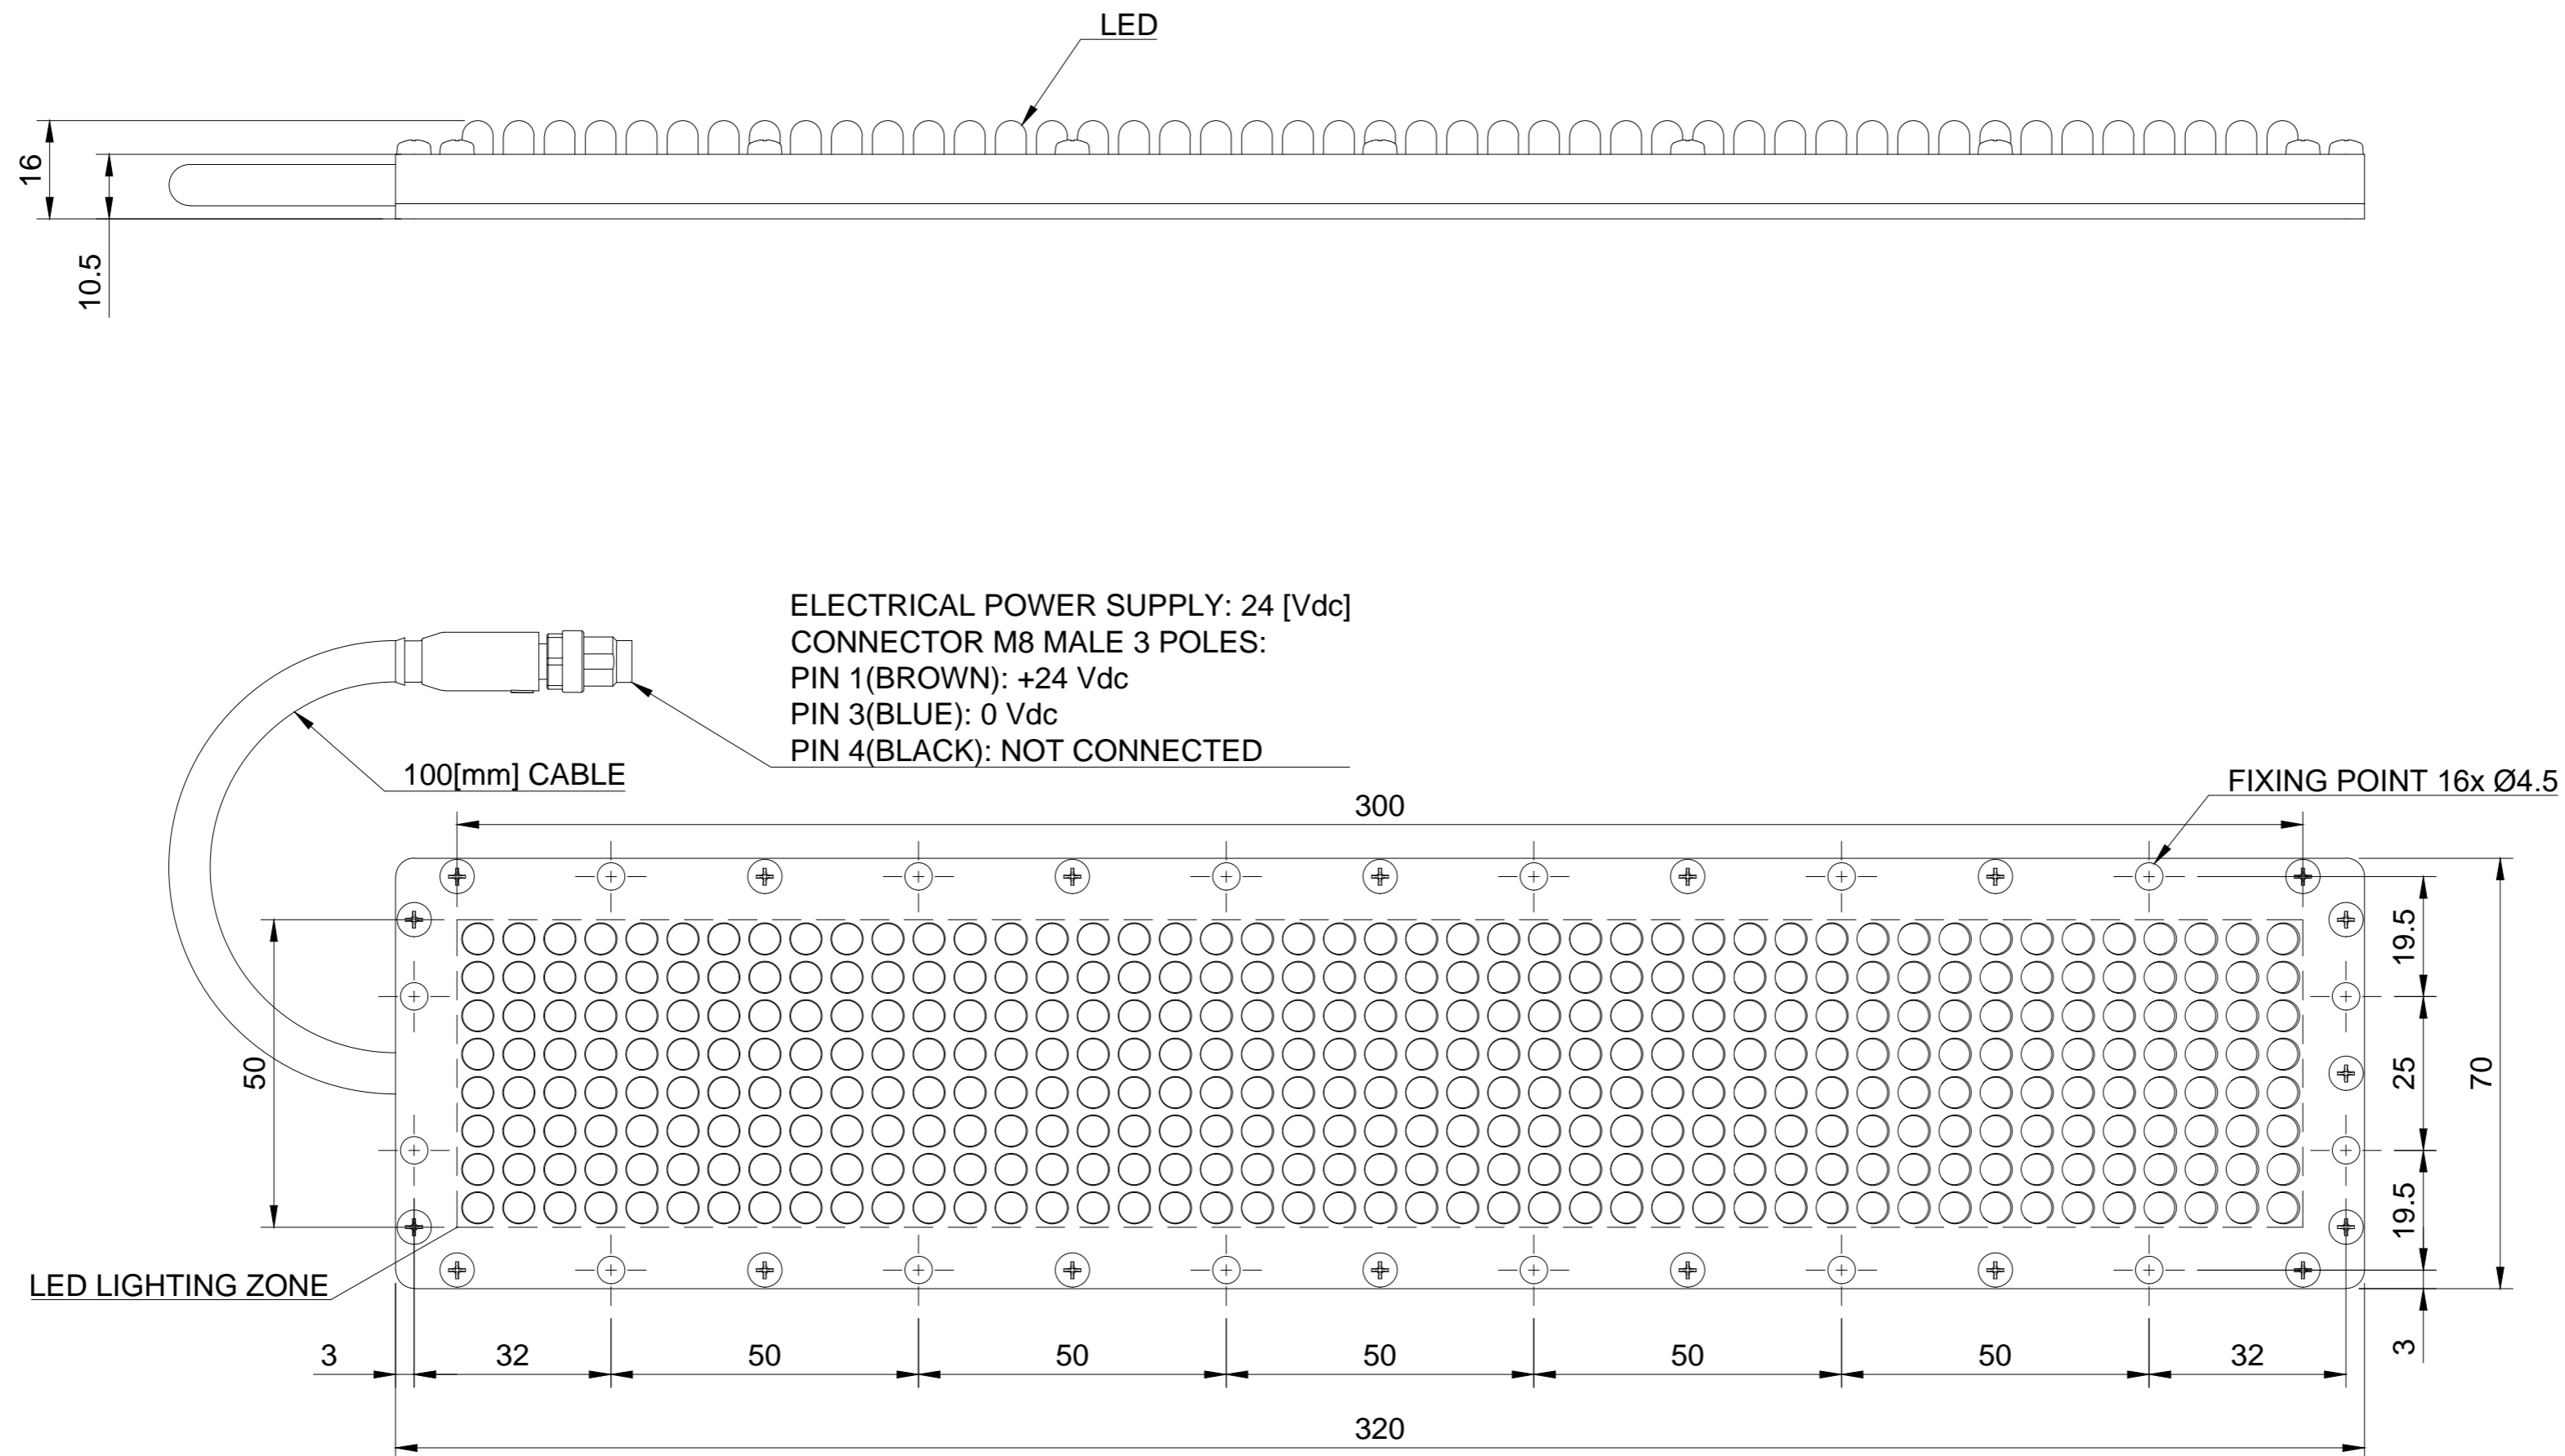 LED
16
10.5
ELECTRICAL POWER SUPPLY: 24 [Vdc]
CONNECTOR M8 MALE 3 POLES:
PIN 1(BROWN): +24 Vdc
PIN 3(BLUE): 0 Vdc
PIN 4(BLACK): NOT CONNECTED
100[mm] CABLE
FIXING POINT 16x Ø4.5
300
19.5
50
25
70
19.5
LED LIGHTING ZONE
3
3
32
50
50
50
50
50
32
320